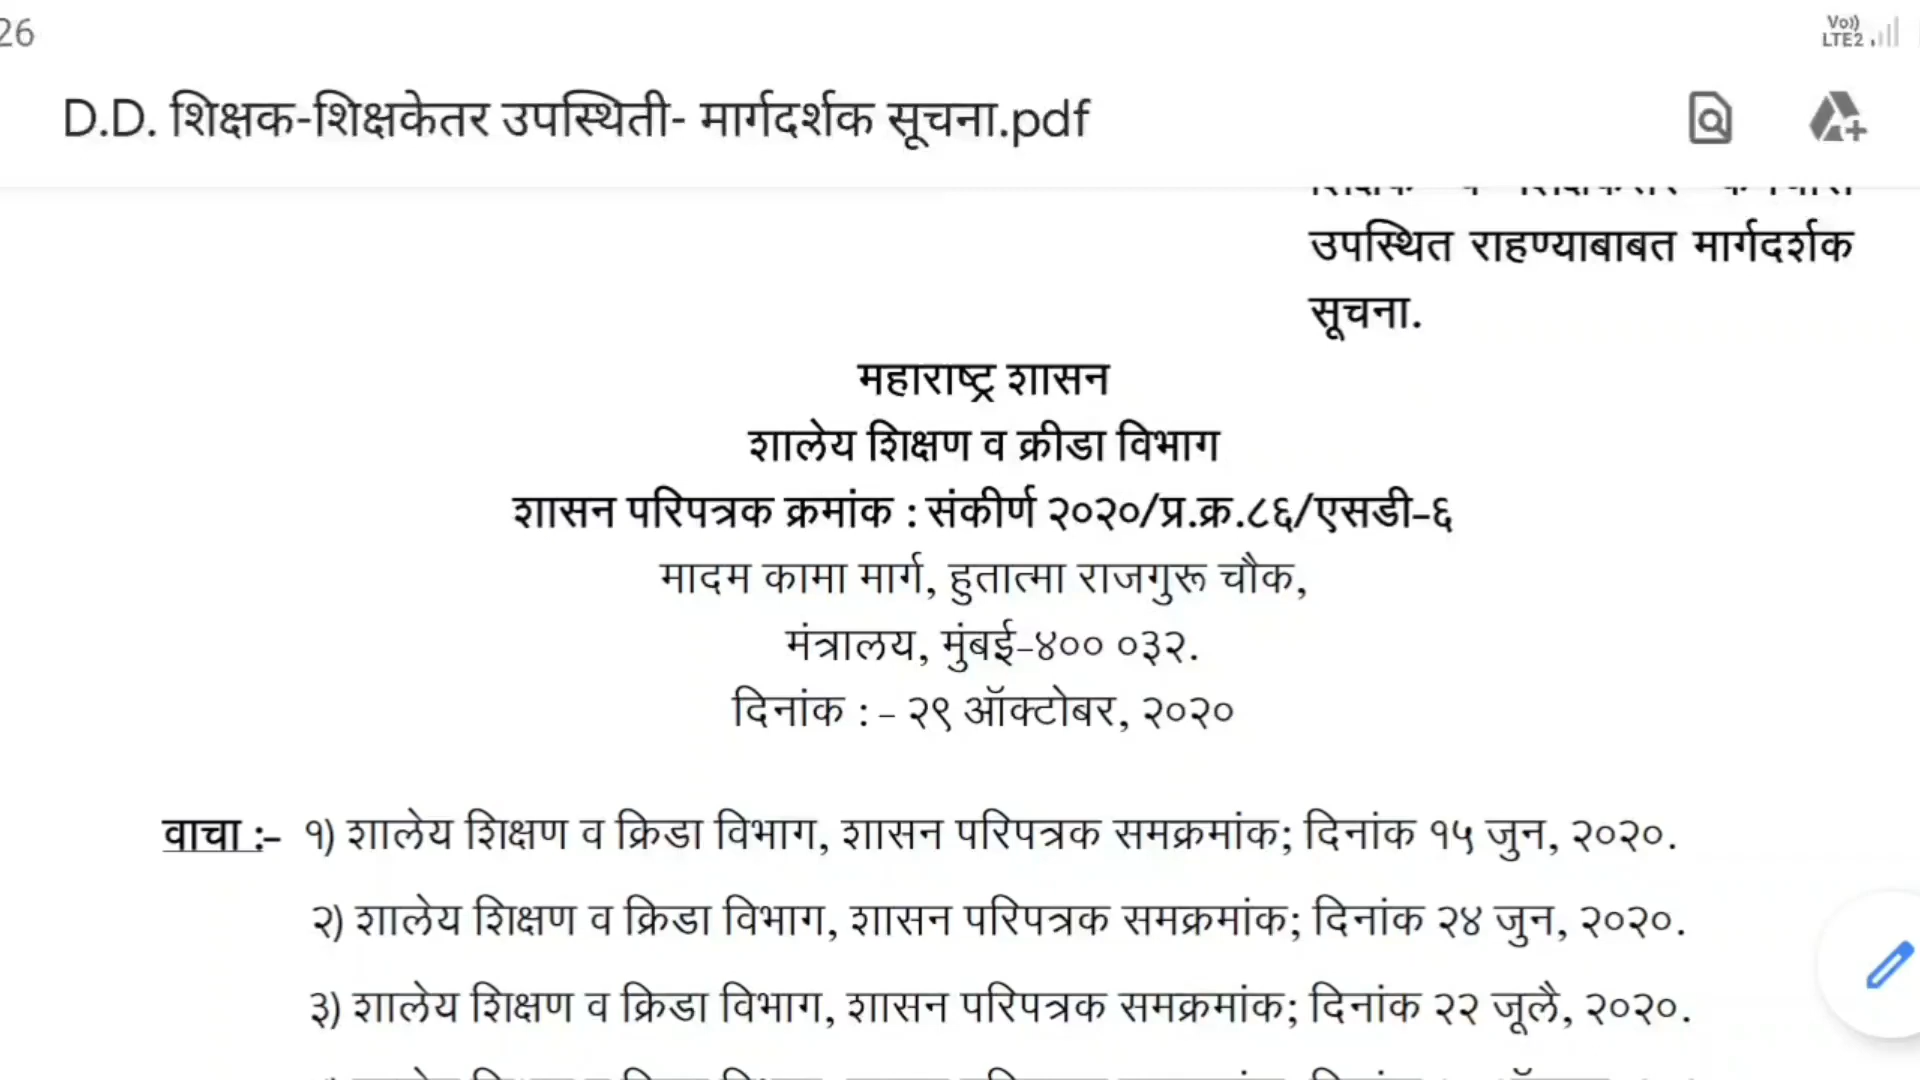 26
Vo)) LTE2
D.D. शिक्षक-शिक्षकेतर उपस्थिती- मार्गदर्शक सूचना.pdf
उपस्थित राहण्याबाबत मार्गदर्शक
सूचना.
महाराष्ट्र शासन
शालेय शिक्षण व क्रीडा विभाग
शासन परिपत्रक क्रमांक : संकीर्ण २०२०/प्र.क्र.८६/एसडी-६
मादम कामा मार्ग, हुतात्मा राजगुरू चौक,
मंत्रालय, मुंबई-४०० ०३२.
दिनांक : - २९ ऑक्टोबर, २०२०
वाचा :- १) शालेय शिक्षण व क्रिडा विभाग, शासन परिपत्रक समक्रमांक; दिनांक १५ जुन, २०२०.
२) शालेय शिक्षण व क्रिडा विभाग, शासन परिपत्रक समक्रमांक; दिनांक २४ जुन, २०२०.
३) शालेय शिक्षण व क्रिडा विभाग, शासन परिपत्रक समक्रमांक; दिनांक २२ जूलै, २०२०.